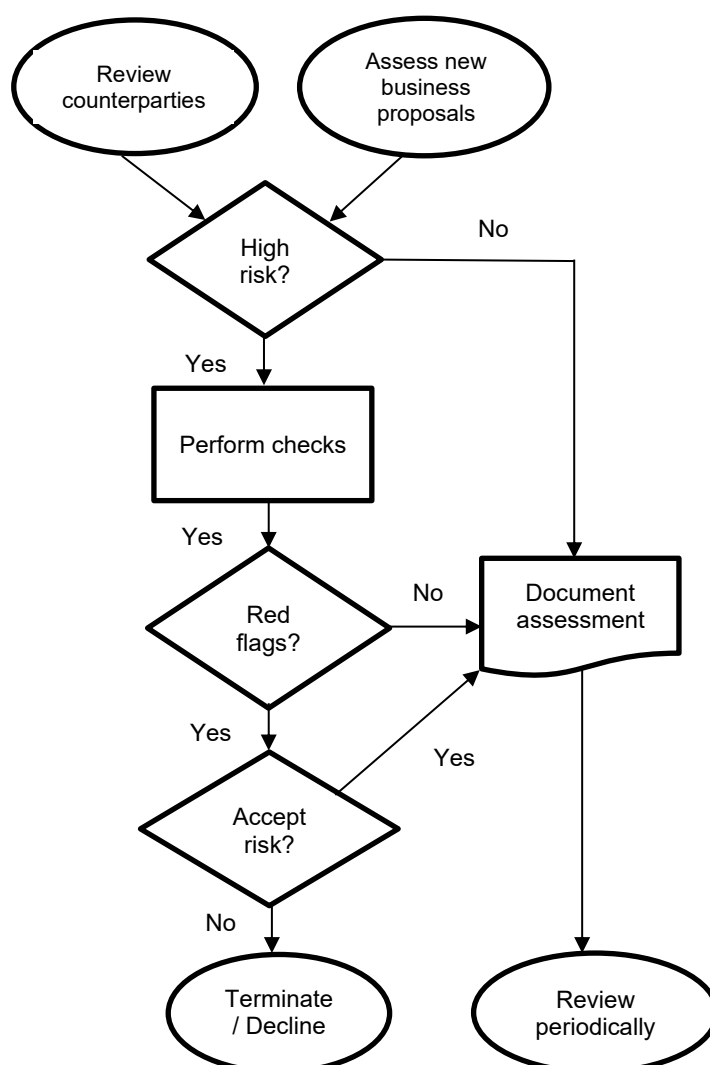 Review
counterparties
Assess new
business
proposals
No
High
risk?
Yes
Perform checks
Yes
No
Document
assessment
Red
flags?
Yes
Yes
Accept
risk?
No
Terminate
/ Decline
Review
periodically